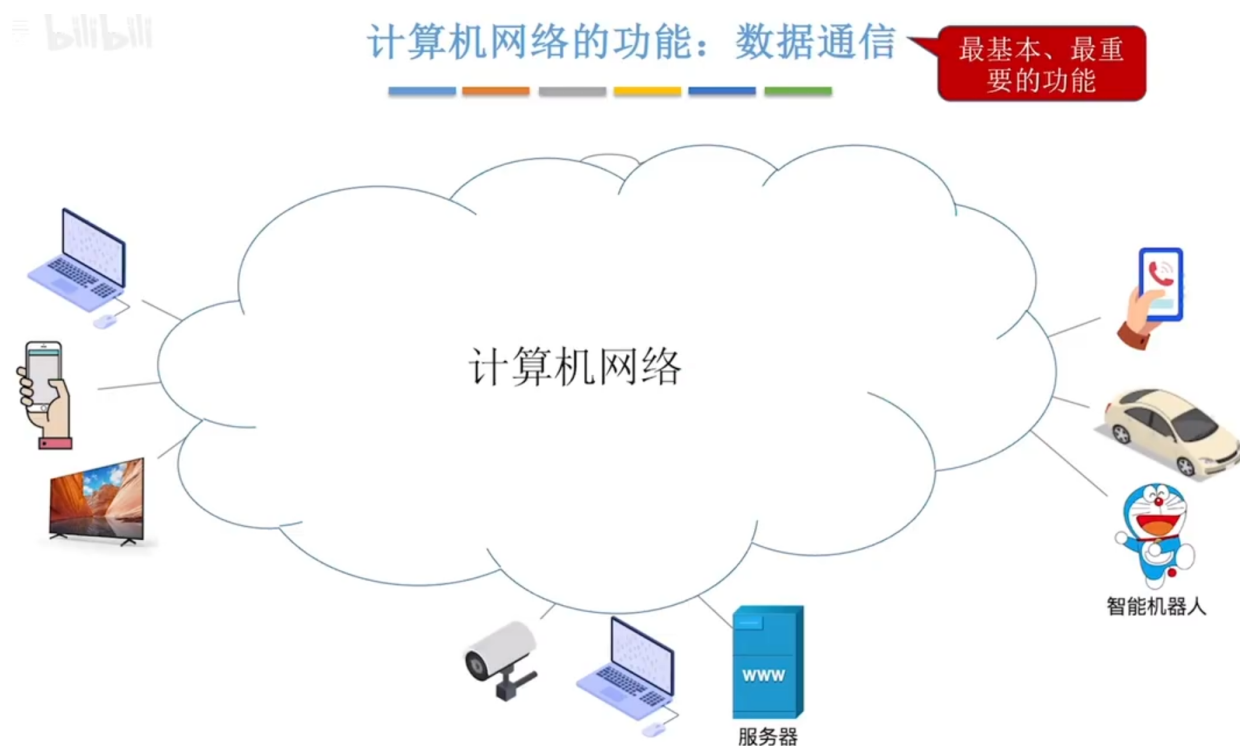 bilibili
计算机网络的功能：数据通信
最基本、最重
要的功能
计算机网络
智能机器人
www
服务器